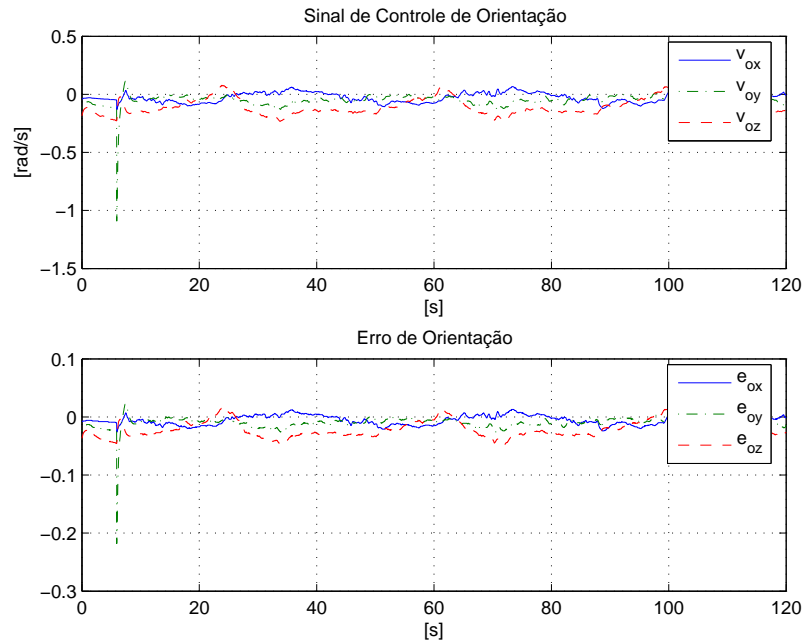 Sinal de Controle de Orientação
0.5
0
−0.5
−1
−1.5
[rad/s]
v_ox
v_oy
v_oz
0 20 40 60 80 100 120
[s]
Erro de Orientação
0.1
0
−0.1
−0.2
−0.3
e_ox
e_oy
e_oz
0 20 40 60 80 100 120
[s]